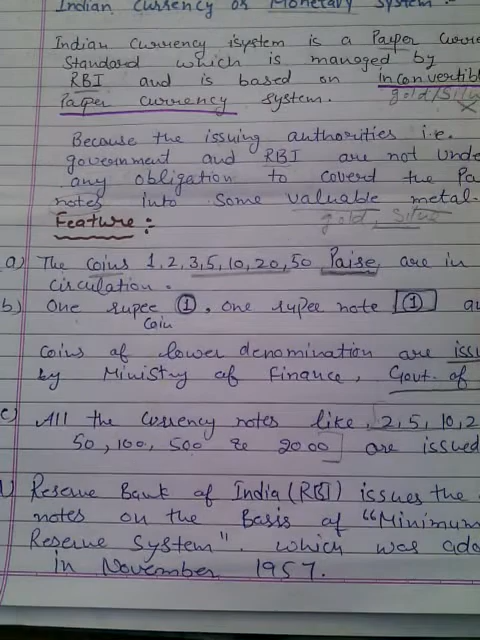 Indian Currency or Monetary System :-
Indian Currency system is a Paper Curre
Standard which is managed by
RBI and is based on Inconvertib
Paper currency system. gold/Silv
Because the issuing authorities i.e.
government and RBI are not unde
any obligation to coverd the Pa
notes into some valuable metal.
gold, Silver
Feature :-
a) The Coins 1, 2, 3, 5, 10, 20, 50 Paise are in
circulation.
b) One rupee ①, One rupee note 1 a
Coin
Coins of lower denomination are issu
by Ministry of Finance, Govt. of
c) All the currency notes like, 2, 5, 10, 2
50, 100, 500 & 2000 are issued
Reserve Bank of India (RBI) issues the
notes on the Basis of "Minimum
Reserve System". which was ado
in November 1957.